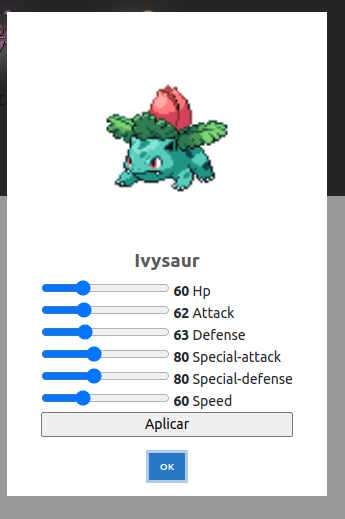 Ivysaur
60 Hp
62 Attack
63 Defense
80 Special-attack
80 Special-defense
60 Speed
Aplicar
OK